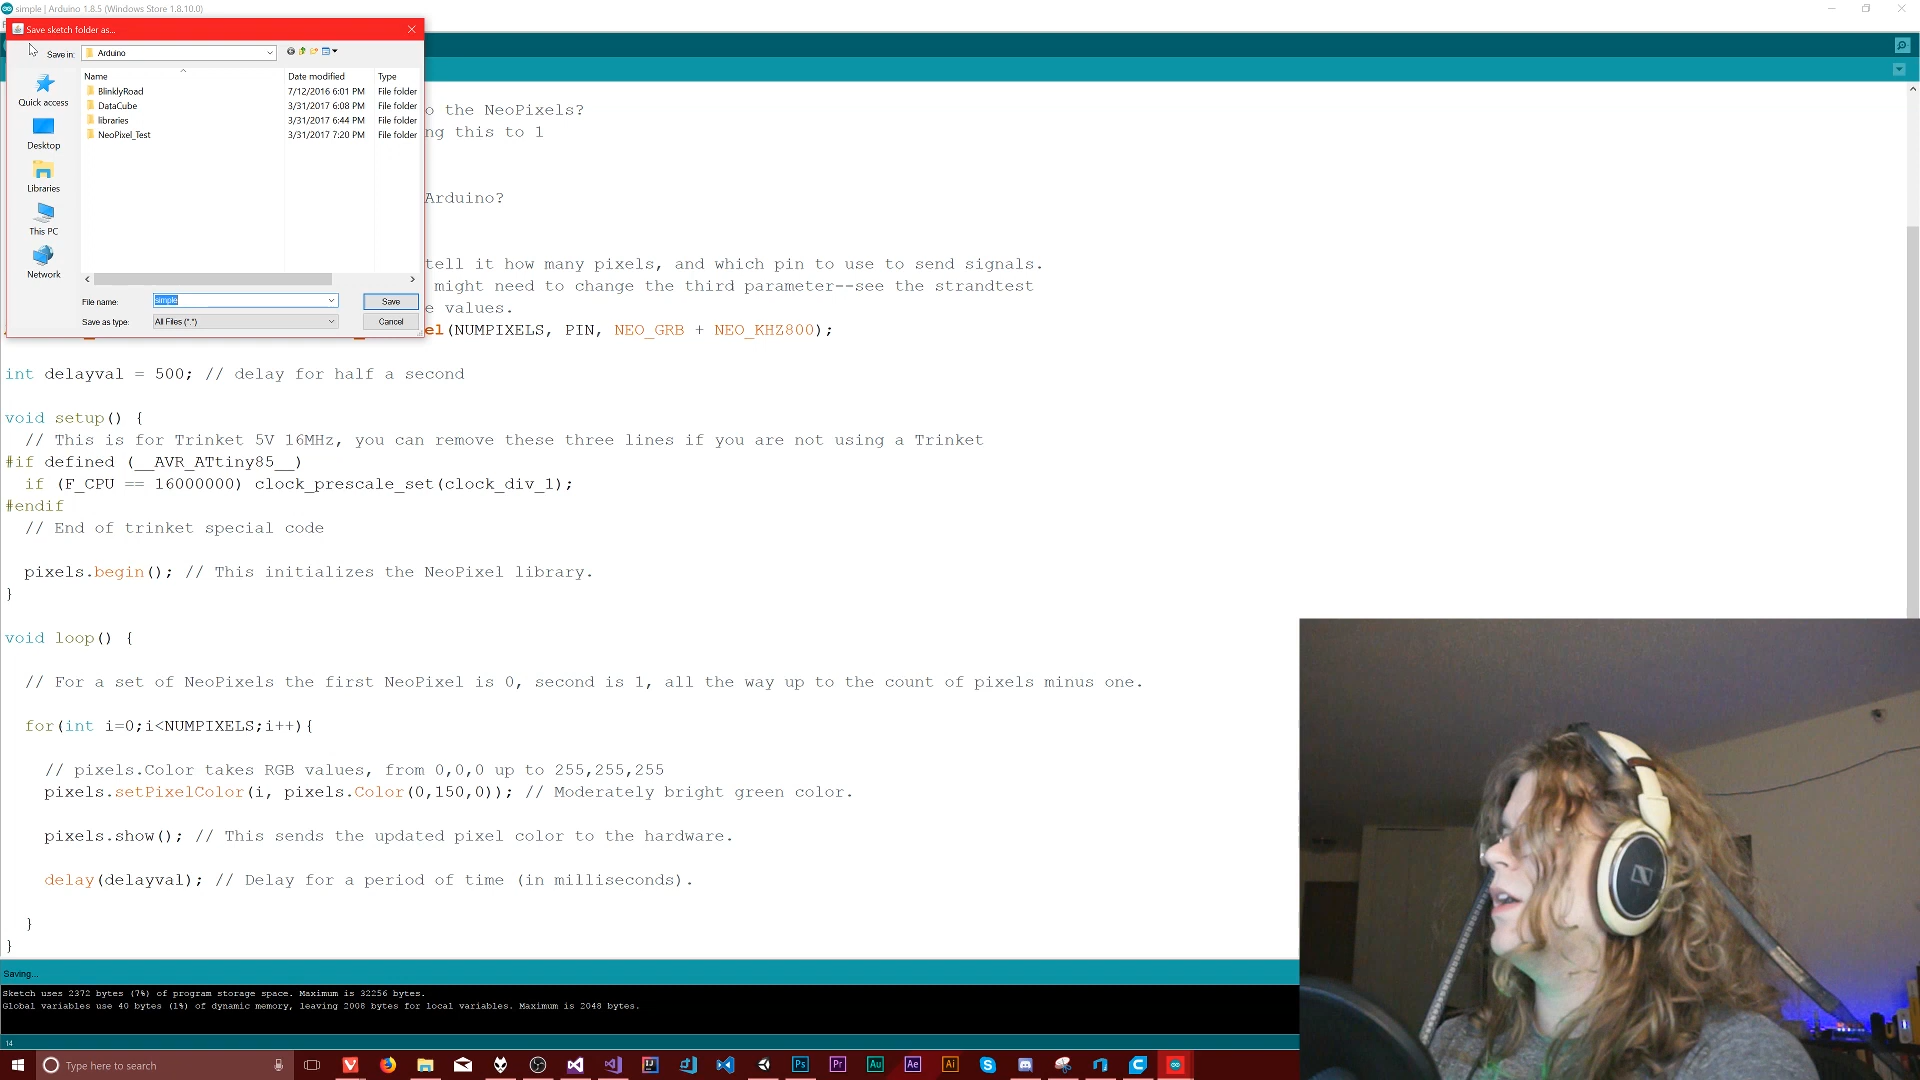 simple | Arduino 1.8.5 (Windows Store 1.8.10.0)
Save sketch folder as...
Save in:
Arduino
Quick access
Desktop
Libraries
This PC
Network
Name
Date modified
Type
BlinklyRoad
7/12/2016 6:01 PM
File folder
DataCube
3/31/2017 6:08 PM
File folder
libraries
3/31/2017 6:44 PM
File folder
NeoPixel_Test
3/31/2017 7:20 PM
File folder
File name:
simple
Save
Save as type:
All Files (*.*)
Cancel
o the NeoPixels?
ng this to 1
Arduino?
tell it how many pixels, and which pin to use to send signals.
might need to change the third parameter--see the strandtest
e values.
el(NUMPIXELS, PIN, NEO_GRB + NEO_KHZ800);
int delayval = 500; // delay for half a second
void setup() {
// This is for Trinket 5V 16MHz, you can remove these three lines if you are not using a Trinket
#if defined (__AVR_ATtiny85__)
if (F_CPU == 16000000) clock_prescale_set(clock_div_1);
#endif
// End of trinket special code
pixels.begin(); // This initializes the NeoPixel library.
}
void loop() {
// For a set of NeoPixels the first NeoPixel is 0, second is 1, all the way up to the count of pixels minus one.
for(int i=0;i<NUMPIXELS;i++){
// pixels.Color takes RGB values, from 0,0,0 up to 255,255,255
pixels.setPixelColor(i, pixels.Color(0,150,0)); // Moderately bright green color.
pixels.show(); // This sends the updated pixel color to the hardware.
delay(delayval); // Delay for a period of time (in milliseconds).
}
}
Saving...
Sketch uses 2372 bytes (7%) of program storage space. Maximum is 32256 bytes.
Global variables use 40 bytes (1%) of dynamic memory, leaving 2008 bytes for local variables. Maximum is 2048 bytes.
14
Type here to search
Ps
Pr
Au
Ae
Ai